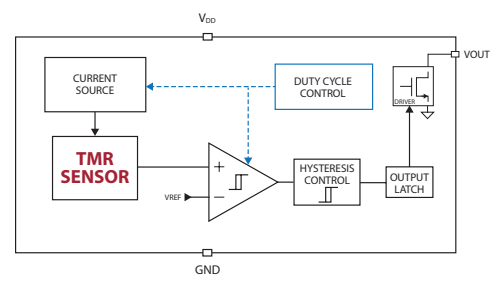 VDD
VOUT
CURRENT
SOURCE
DUTY CYCLE
CONTROL
DRIVER
TMR
SENSOR
+
VREF
−
HYSTERESIS
CONTROL
OUTPUT
LATCH
GND